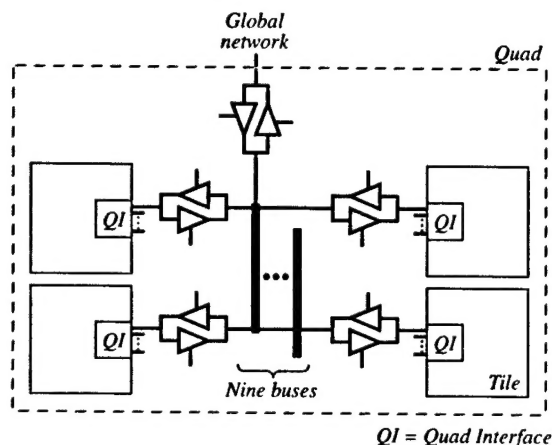 Global
network
Quad
QI
QI
QI
QI
Tile
Nine buses
QI = Quad Interface